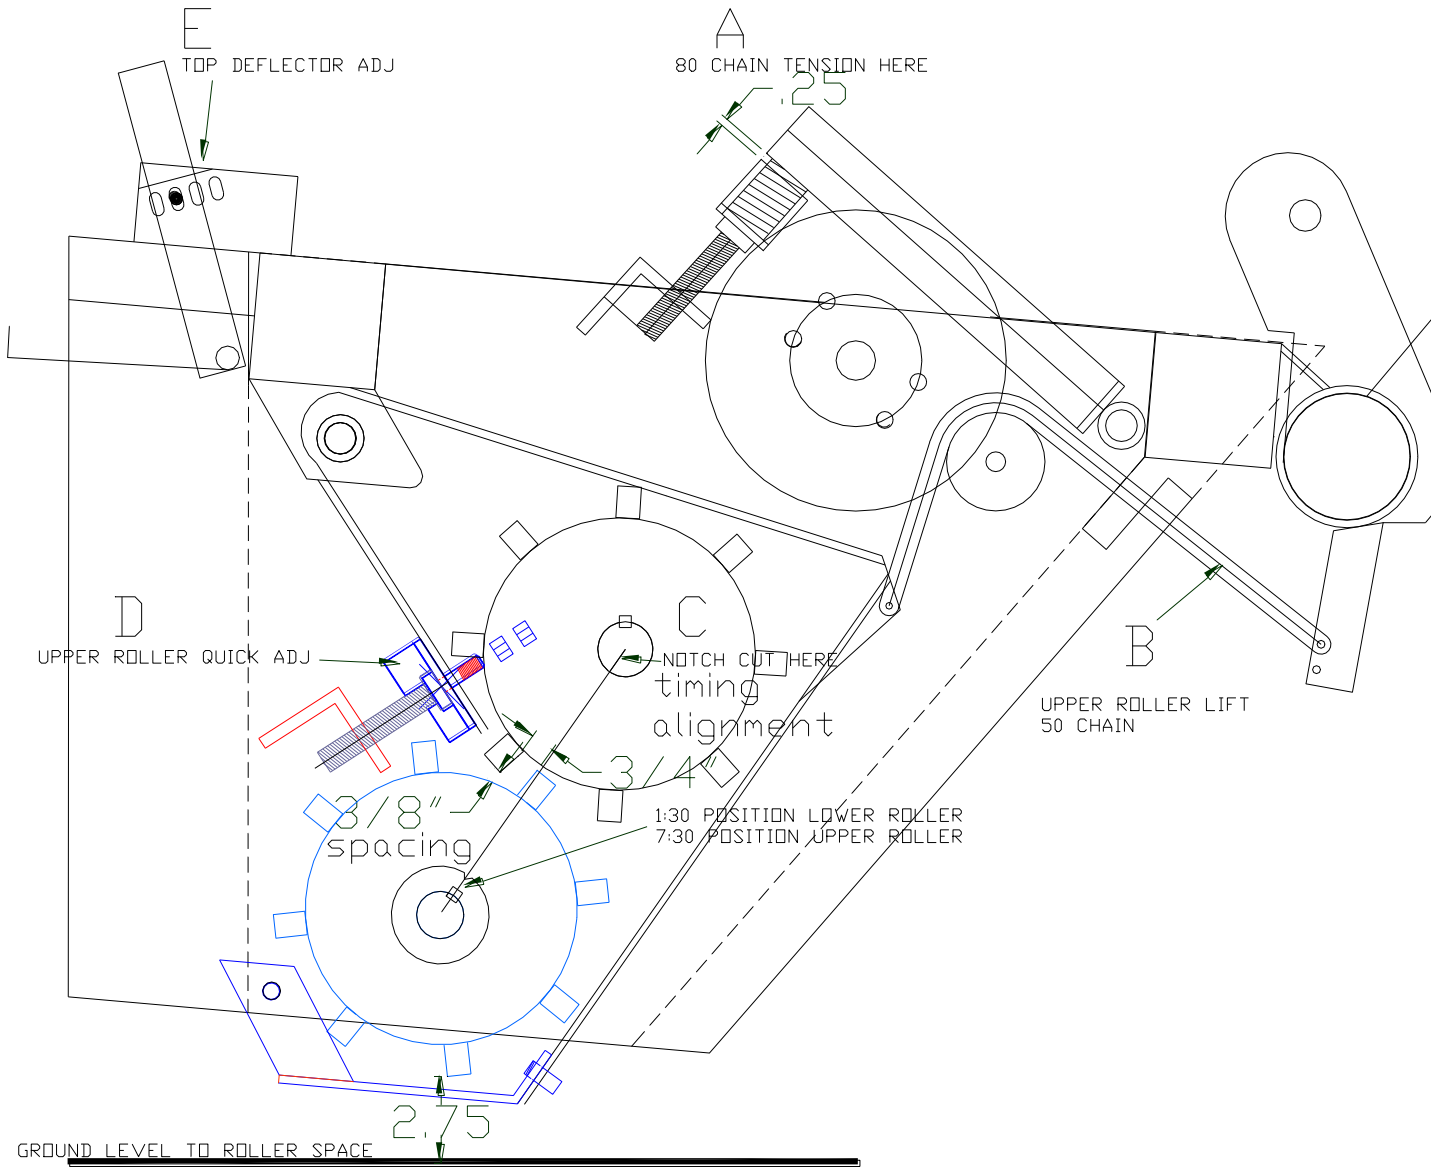 E
TOP DEFLECTOR ADJ
A
80 CHAIN TENSION HERE
.25
D
UPPER ROLLER QUICK ADJ
C
NOTCH CUT HERE
timing
alignment
B
UPPER ROLLER LIFT
50 CHAIN
3/4"
3/8"
spacing
1:30 POSITION LOWER ROLLER
7:30 POSITION UPPER ROLLER
2.75
GROUND LEVEL TO ROLLER SPACE